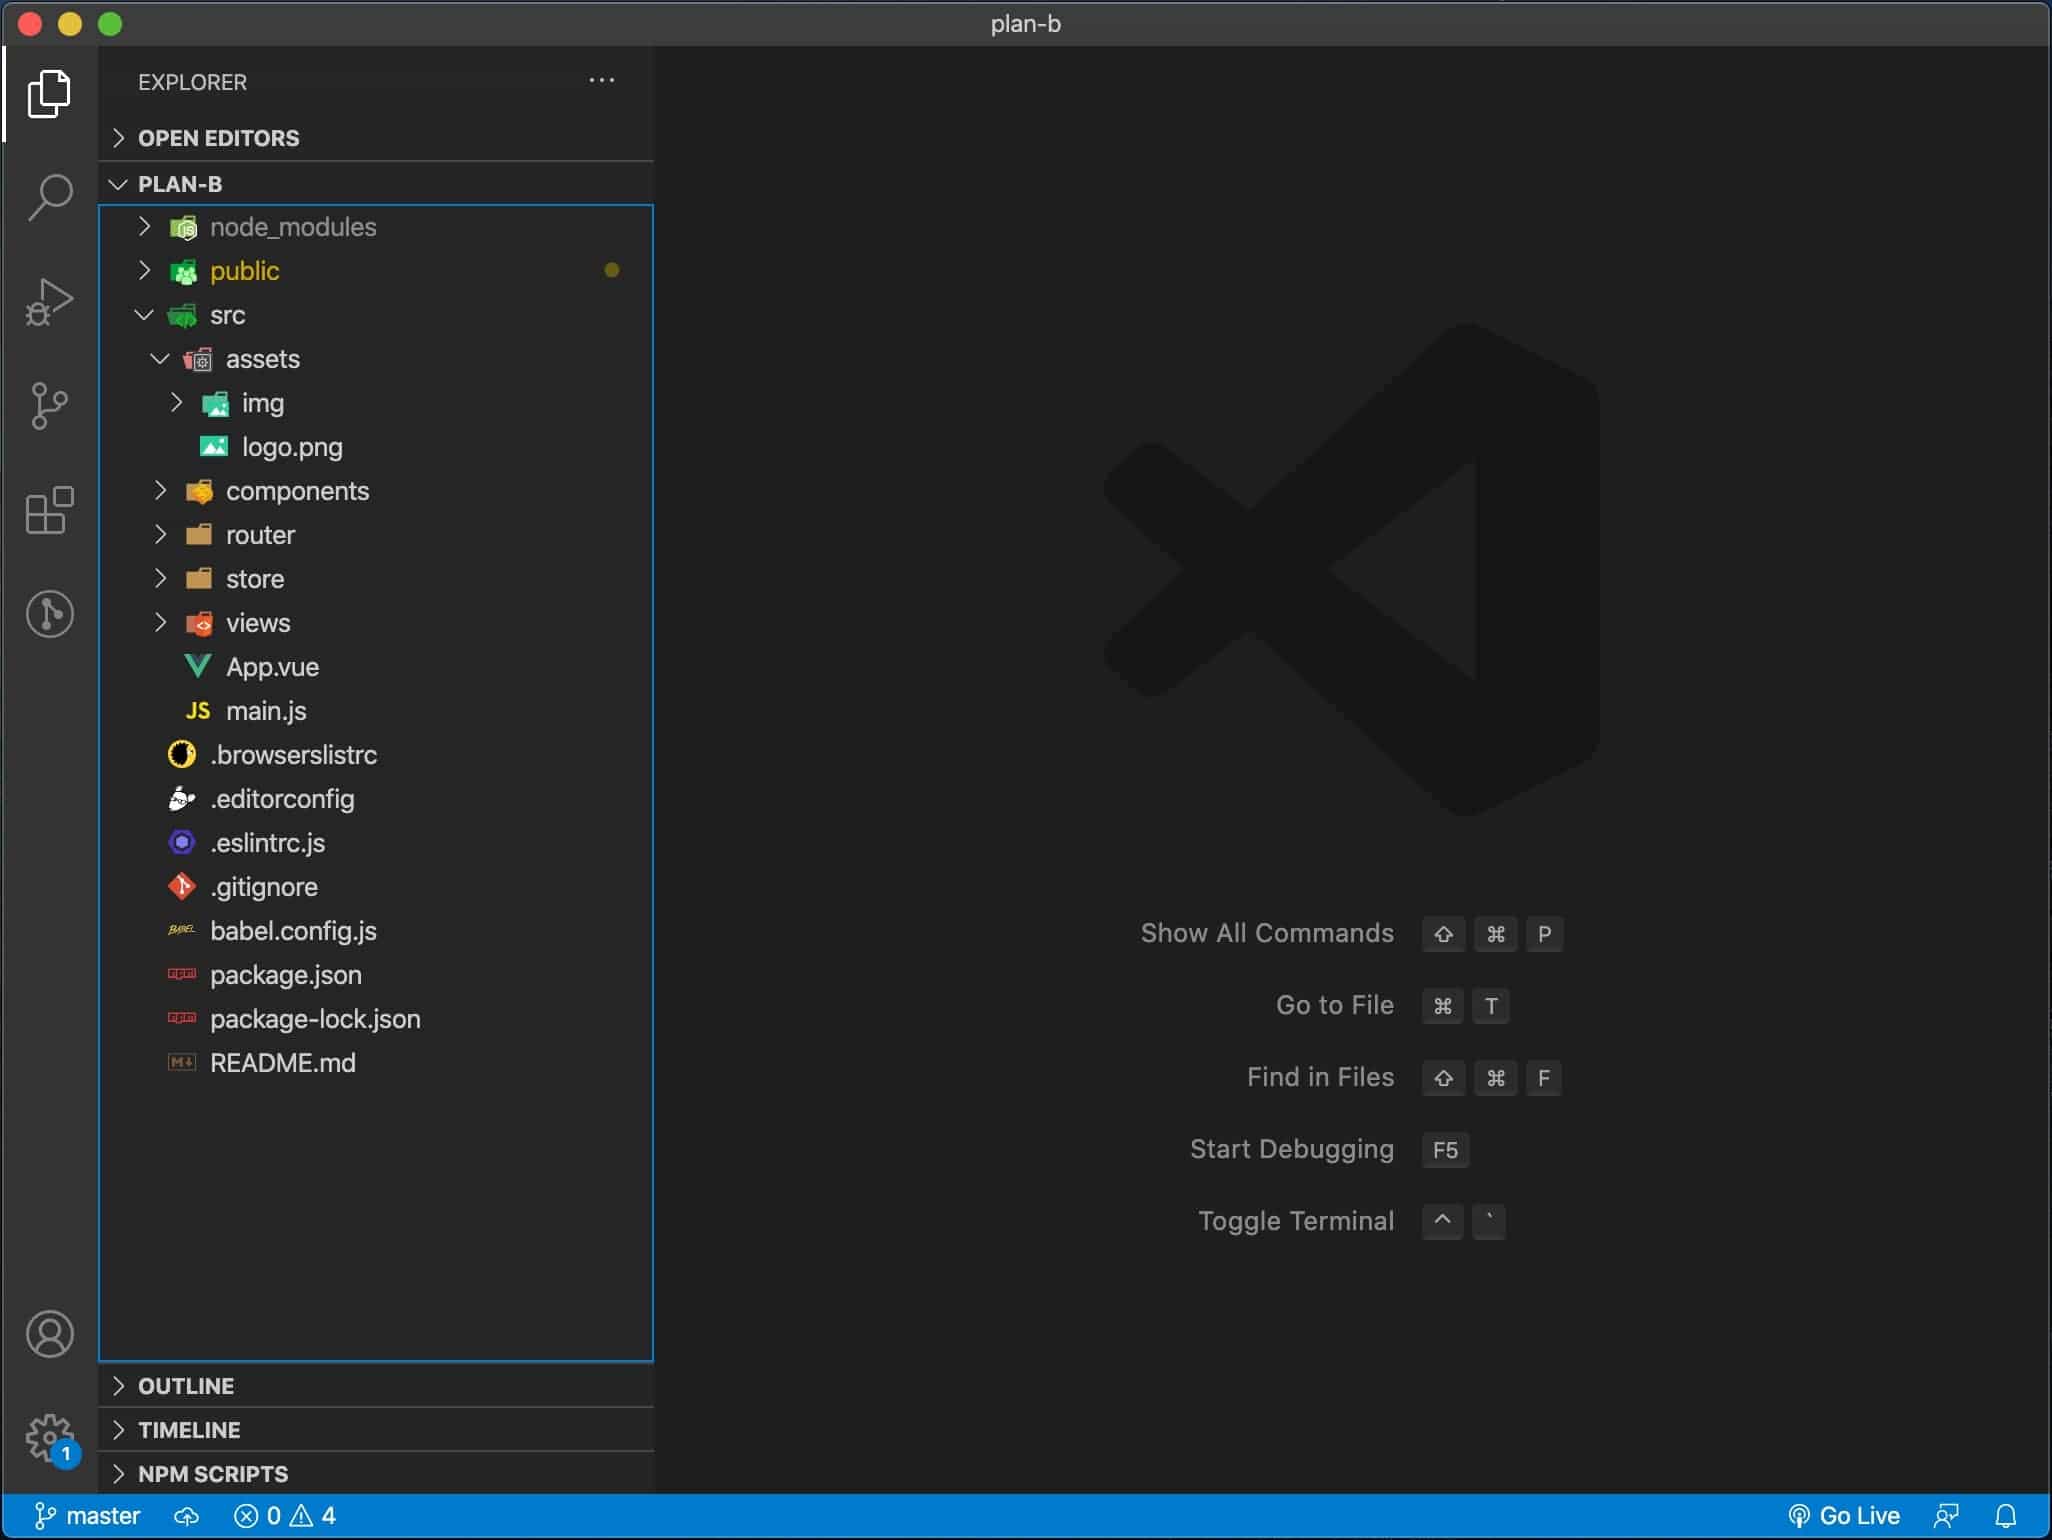 plan-b
EXPLORER
OPEN EDITORS
PLAN-B
node_modules
public
src
assets
img
logo.png
components
router
store
views
App.vue
JS main.js
.browserslistrc
.editorconfig
.eslintrc.js
.gitignore
BABEL babel.config.js
package.json
package-lock.json
M↓ README.md
OUTLINE
TIMELINE
NPM SCRIPTS
Show All Commands ⇧ ⌘ P
Go to File ⌘ T
Find in Files ⇧ ⌘ F
Start Debugging F5
Toggle Terminal ^ `
1
master 0 4 Go Live